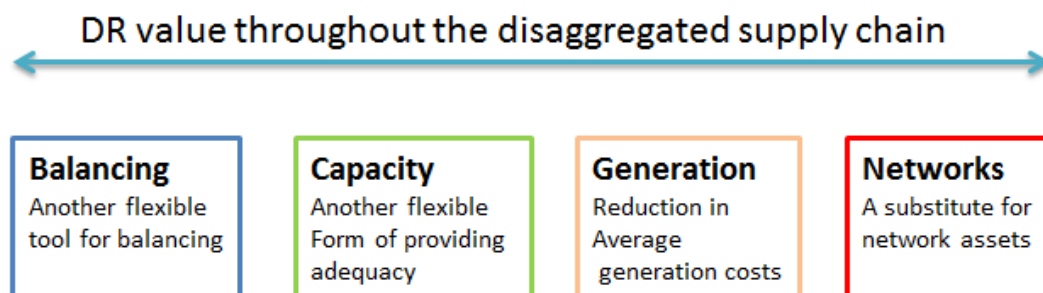 DR value throughout the disaggregated supply chain
Balancing
Another flexible
tool for balancing
Capacity
Another flexible
Form of providing
adequacy
Generation
Reduction in
Average
generation costs
Networks
A substitute for
network assets